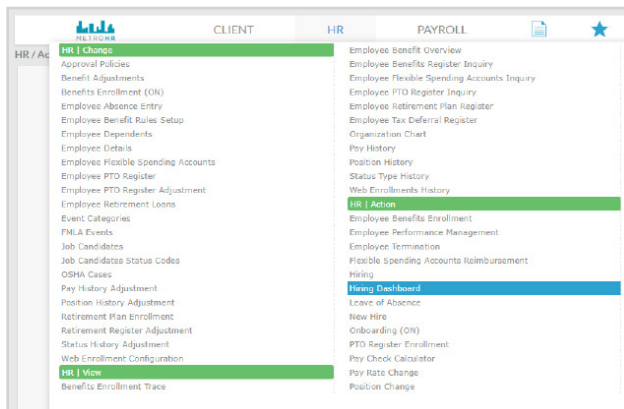 METROHR
CLIENT
HR
PAYROLL
HR / Ac
HR | Change
Approval Policies
Benefit Adjustments
Benefits Enrollment (ON)
Employee Absence Entry
Employee Benefit Rules Setup
Employee Dependents
Employee Details
Employee Flexible Spending Accounts
Employee PTO Register
Employee PTO Register Adjustment
Employee Retirement Loans
Event Categories
FMLA Events
Job Candidates
Job Candidates Status Codes
OSHA Cases
Pay History Adjustment
Position History Adjustment
Retirement Plan Enrollment
Retirement Register Adjustment
Status History Adjustment
Web Enrollment Configuration
HR | View
Benefits Enrollment Trace
Employee Benefit Overview
Employee Benefits Register Inquiry
Employee Flexible Spending Accounts Inquiry
Employee PTO Register Inquiry
Employee Retirement Plan Register
Employee Tax Deferral Register
Organization Chart
Pay History
Position History
Status Type History
Web Enrollments History
HR | Action
Employee Benefits Enrollment
Employee Performance Management
Employee Termination
Flexible Spending Accounts Reimbursement
Hiring
Hiring Dashboard
Leave of Absence
New Hire
Onboarding (ON)
PTO Register Enrollment
Pay Check Calculator
Pay Rate Change
Position Change